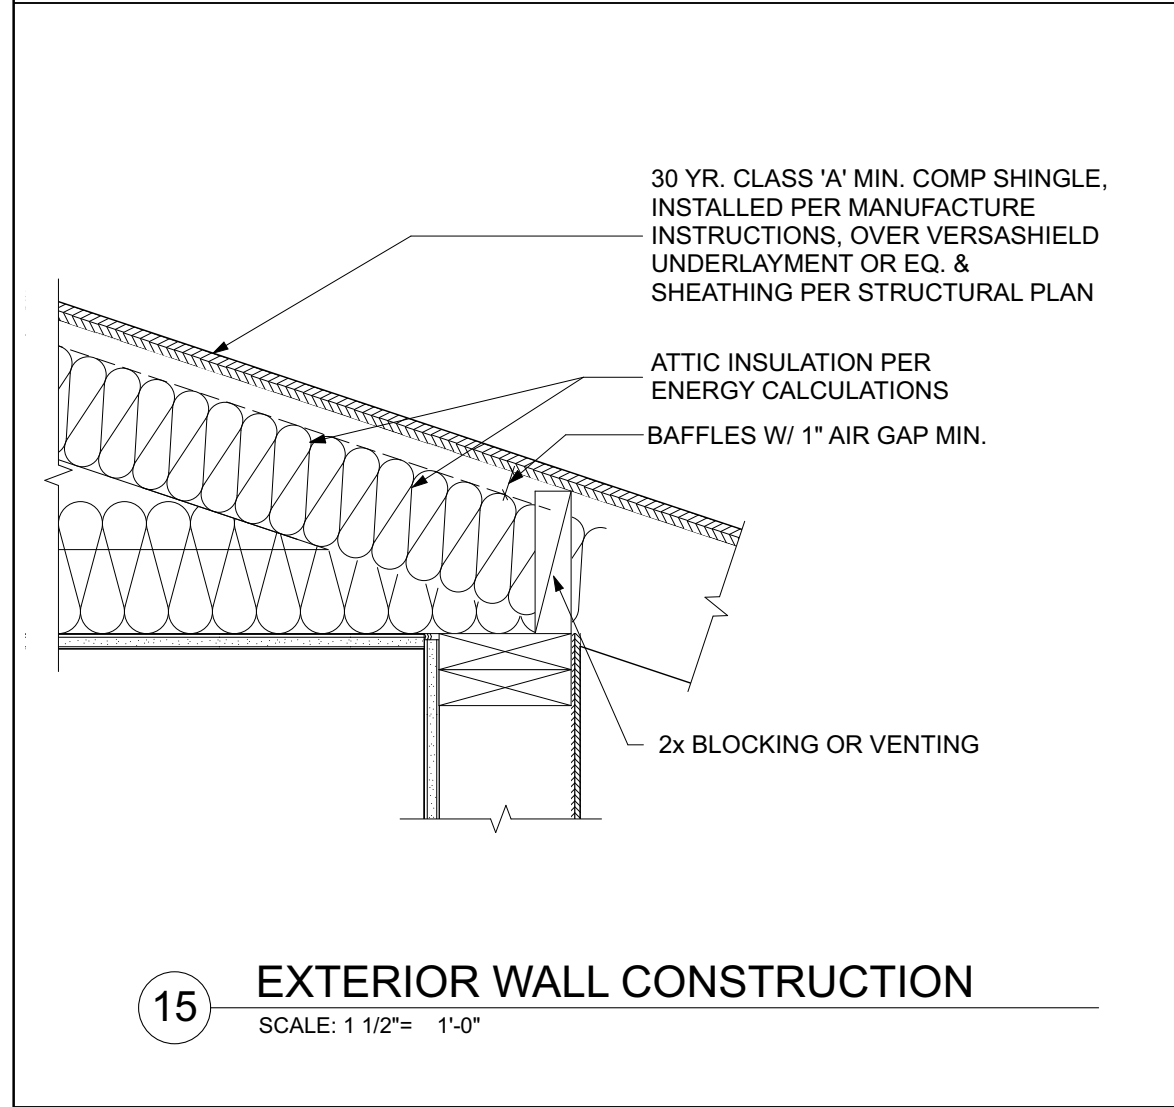 30 YR. CLASS 'A' MIN. COMP SHINGLE,
INSTALLED PER MANUFACTURE
INSTRUCTIONS, OVER VERSASHIELD
UNDERLAYMENT OR EQ. &
SHEATHING PER STRUCTURAL PLAN
ATTIC INSULATION PER
ENERGY CALCULATIONS
BAFFLES W/ 1" AIR GAP MIN.
2x BLOCKING OR VENTING
15
EXTERIOR WALL CONSTRUCTION
SCALE: 1 1/2"= 1'-0"